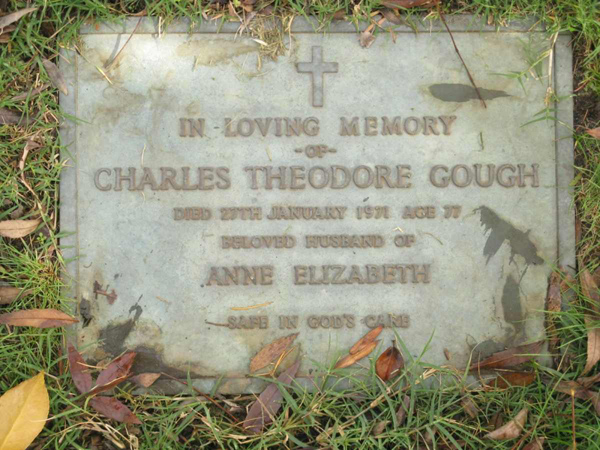 IN LOVING MEMORY
-OF-
CHARLES THEODORE GOUGH
DIED 27TH JANUARY 1971 AGE 77
BELOVED HUSBAND OF
ANNE ELIZABETH
SAFE IN GOD'S CARE